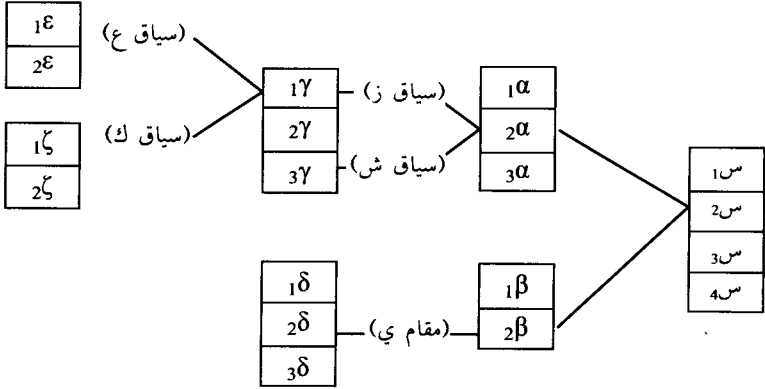 س1
س2
س3
س4
α1
α2
α3
β1
β2
(سياق ز)
(سياق ش)
(مقام ي)
γ1
γ2
γ3
δ1
δ2
δ3
(سياق ع)
(سياق ك)
ε1
ε2
ζ1
ζ2